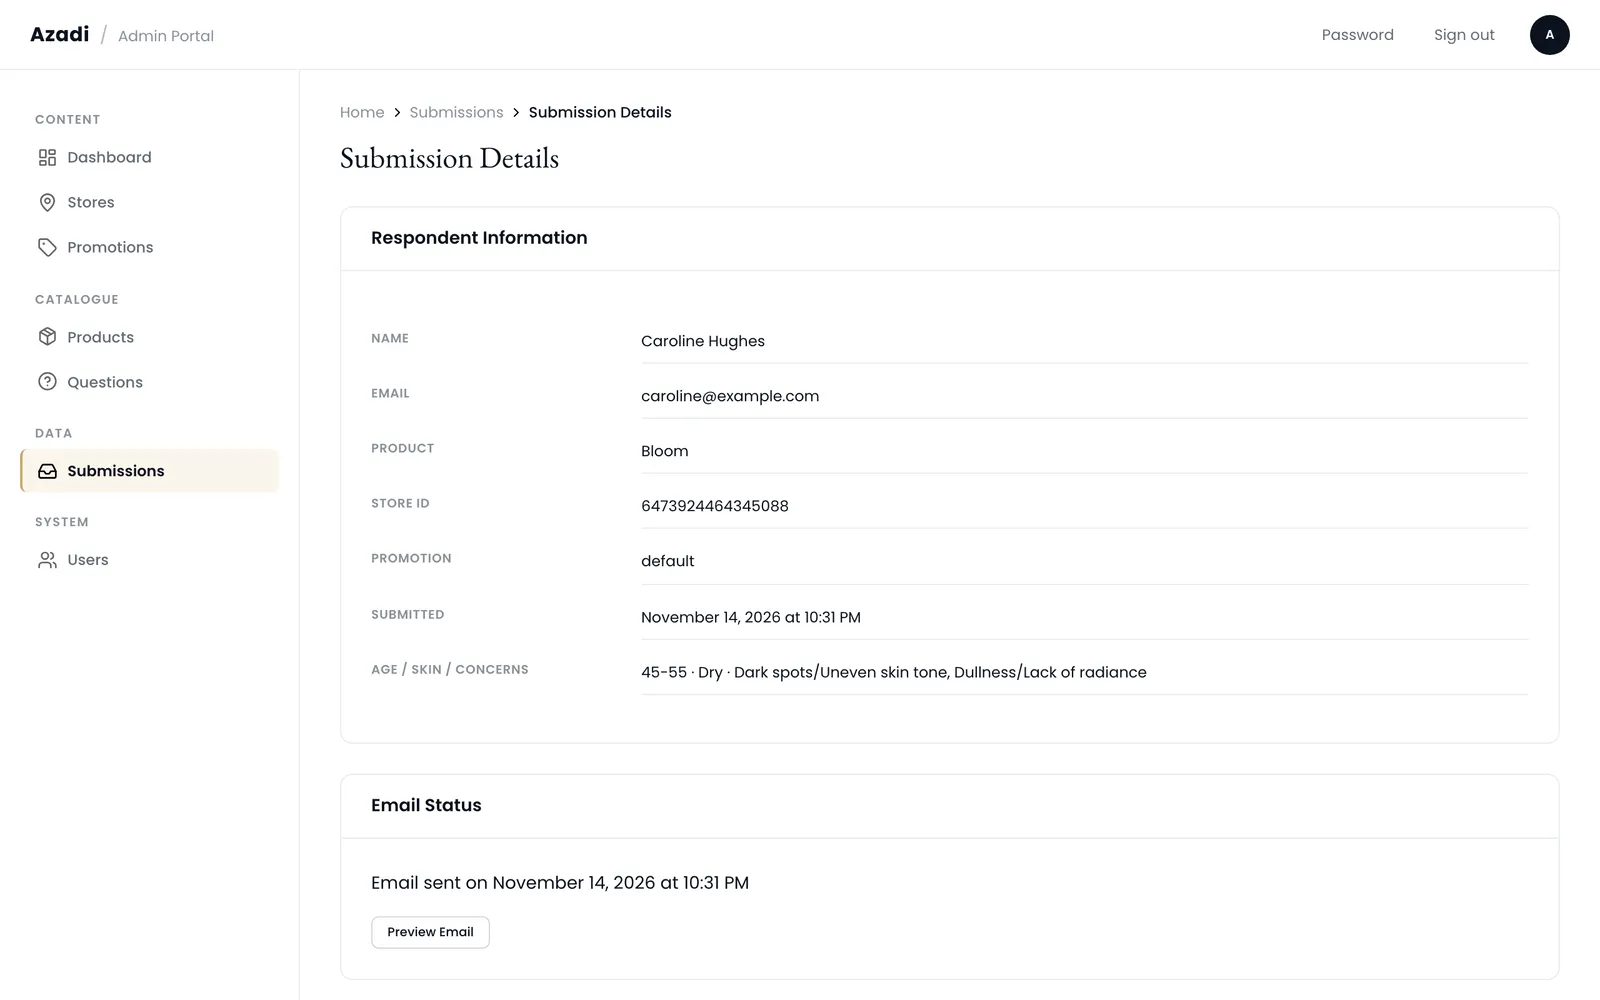 Azadi / Admin Portal
Password
Sign out
A
CONTENT
Dashboard
Stores
Promotions
CATALOGUE
Products
Questions
DATA
Submissions
SYSTEM
Users
Home > Submissions > Submission Details
Submission Details
Respondent Information
NAME Caroline Hughes
EMAIL caroline@example.com
PRODUCT Bloom
STORE ID 6473924464345088
PROMOTION default
SUBMITTED November 14, 2026 at 10:31 PM
AGE / SKIN / CONCERNS 45-55 · Dry · Dark spots/Uneven skin tone, Dullness/Lack of radiance
Email Status
Email sent on November 14, 2026 at 10:31 PM
Preview Email